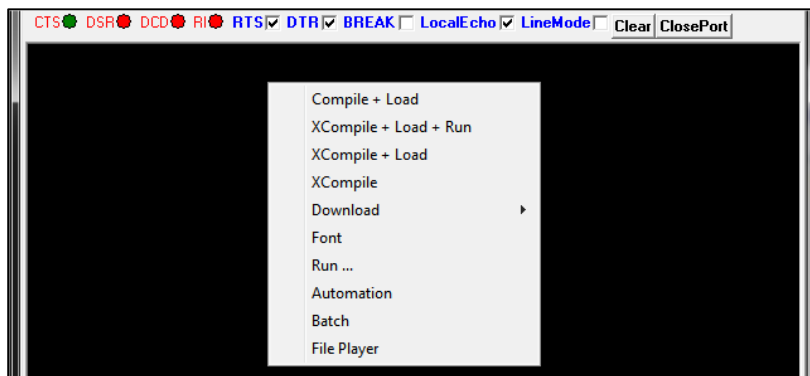 CTS DSR DCD RI RTS DTR BREAK LocalEcho LineMode Clear ClosePort
Compile + Load
XCompile + Load + Run
XCompile + Load
XCompile
Download
Font
Run ...
Automation
Batch
File Player